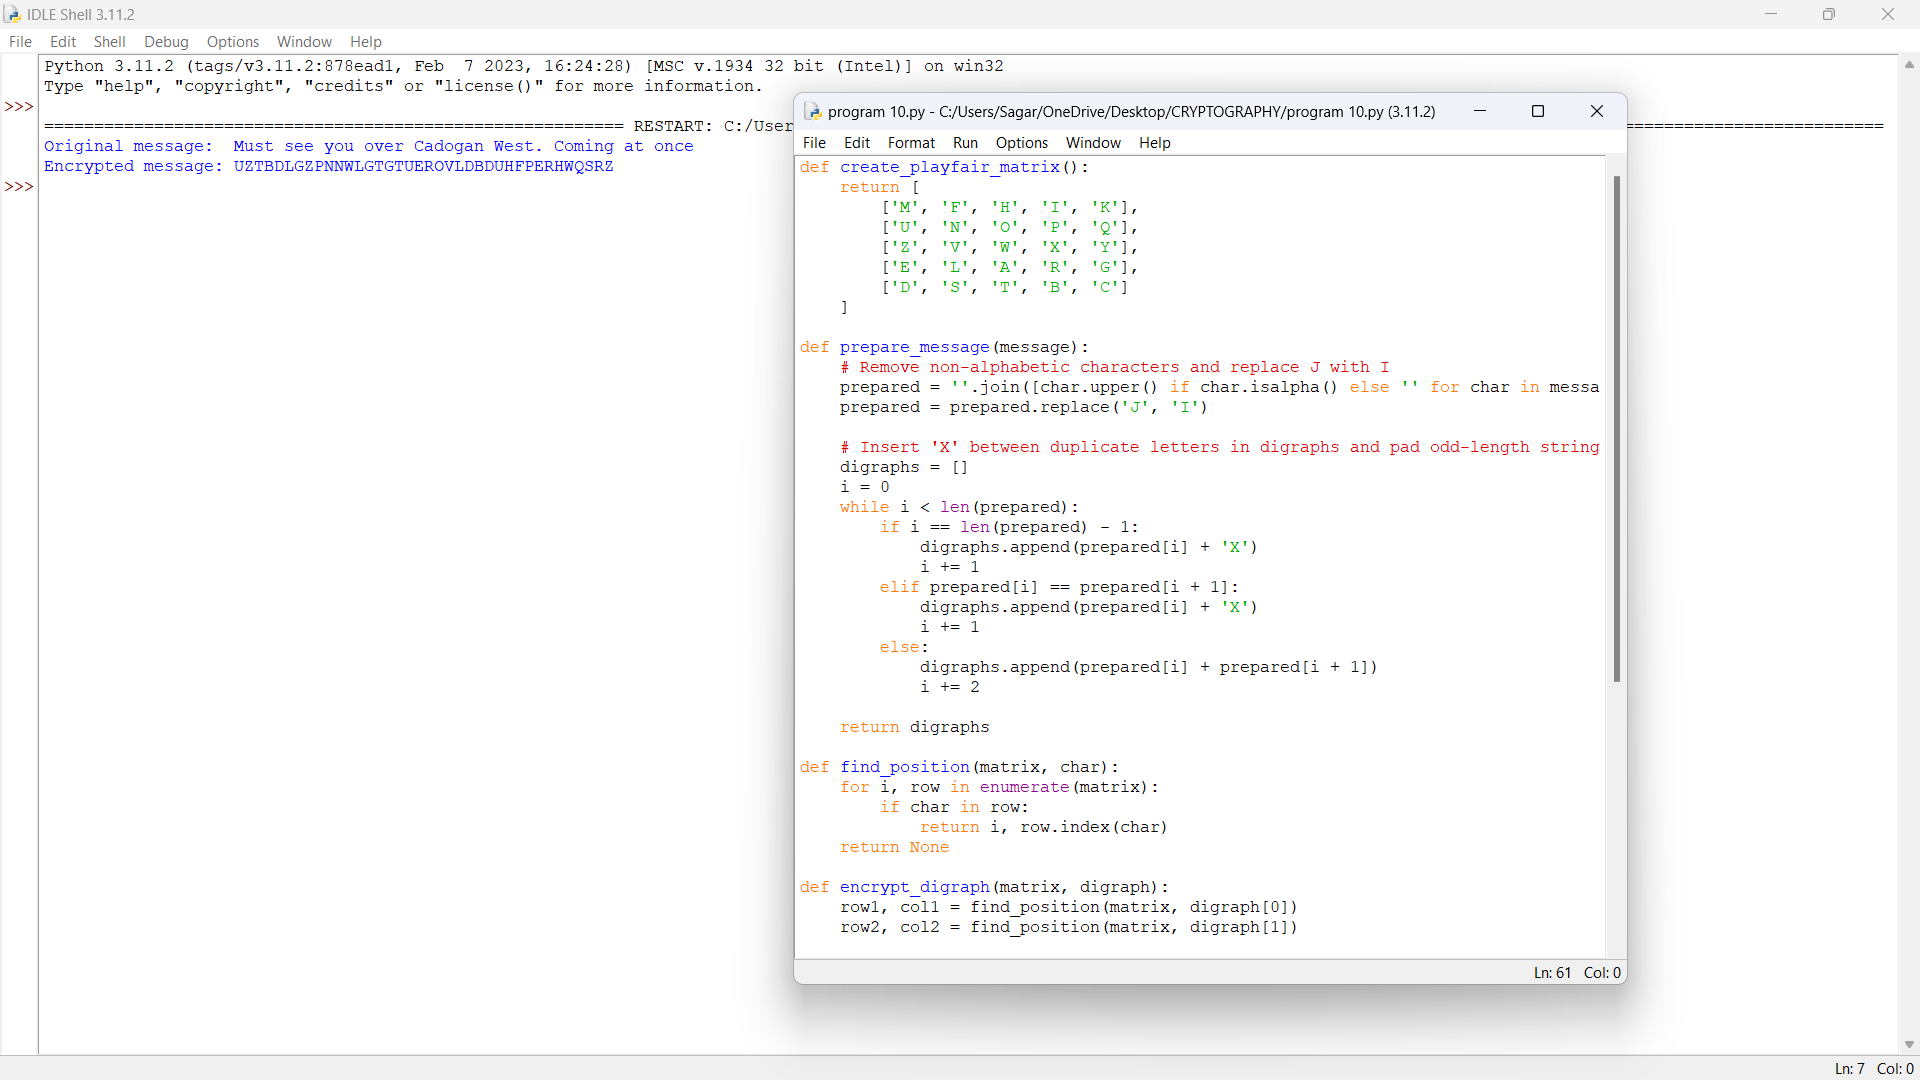 IDLE Shell 3.11.2
File Edit Shell Debug Options Window Help
Python 3.11.2 (tags/v3.11.2:878ead1, Feb  7 2023, 16:24:28) [MSC v.1934 32 bit (Intel)] on win32
Type "help", "copyright", "credits" or "license()" for more information.
>>>
========================================================== RESTART: C:/User
Original message:  Must see you over Cadogan West. Coming at once
Encrypted message: UZTBDLGZPNNWLGTGTUEROVLDBDUHFPERHWQSRZ
>>>
program 10.py - C:/Users/Sagar/OneDrive/Desktop/CRYPTOGRAPHY/program 10.py (3.11.2)
File Edit Format Run Options Window Help
def create_playfair_matrix():
    return [
        ['M', 'F', 'H', 'I', 'K'],
        ['U', 'N', 'O', 'P', 'Q'],
        ['Z', 'V', 'W', 'X', 'Y'],
        ['E', 'L', 'A', 'R', 'G'],
        ['D', 'S', 'T', 'B', 'C']
    ]
def prepare_message(message):
    # Remove non-alphabetic characters and replace J with I
    prepared = ''.join([char.upper() if char.isalpha() else '' for char in messa
    prepared = prepared.replace('J', 'I')
    # Insert 'X' between duplicate letters in digraphs and pad odd-length string
    digraphs = []
    i = 0
    while i < len(prepared):
        if i == len(prepared) - 1:
            digraphs.append(prepared[i] + 'X')
            i += 1
        elif prepared[i] == prepared[i + 1]:
            digraphs.append(prepared[i] + 'X')
            i += 1
        else:
            digraphs.append(prepared[i] + prepared[i + 1])
            i += 2
    return digraphs
def find_position(matrix, char):
    for i, row in enumerate(matrix):
        if char in row:
            return i, row.index(char)
    return None
def encrypt_digraph(matrix, digraph):
    row1, col1 = find_position(matrix, digraph[0])
    row2, col2 = find_position(matrix, digraph[1])
Ln: 61 Col: 0
Ln: 7 Col: 0